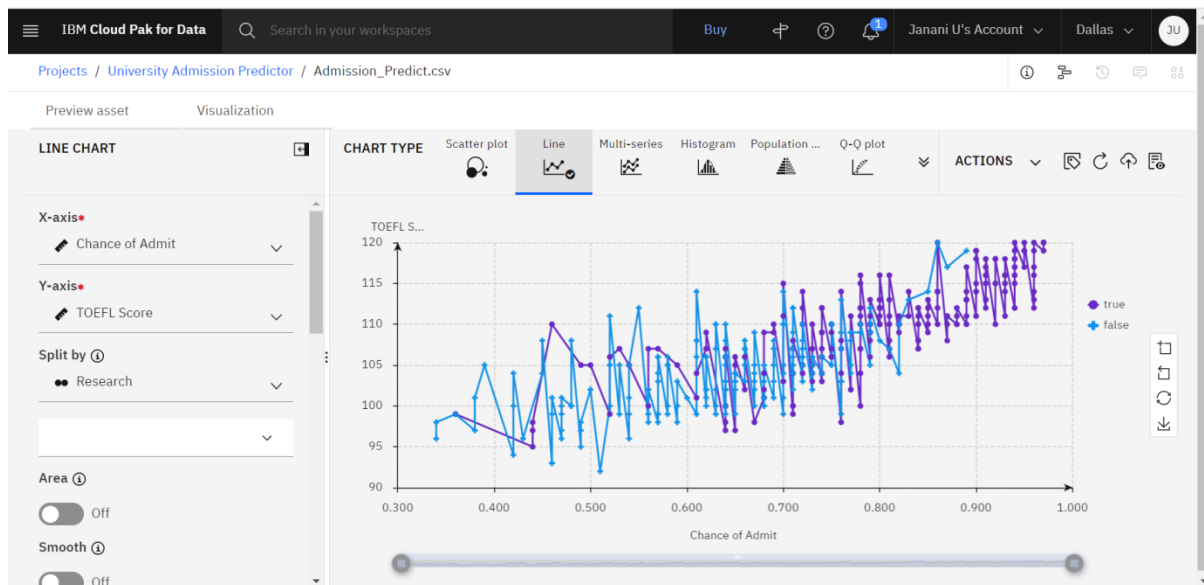 IBM Cloud Pak for Data Search in your workspaces Buy 1 Janani U's Account Dallas JU
Projects / University Admission Predictor / Admission_Predict.csv
Preview asset Visualization
LINE CHART
CHART TYPE Scatter plot Line Multi-series Histogram Population ... Q-Q plot ACTIONS
X-axis*
Chance of Admit
Y-axis*
TOEFL Score
Split by
Research
Area
Off
Smooth
Off
TOEFL S...
120
115
110
105
100
95
90
0.300 0.400 0.500 0.600 0.700 0.800 0.900 1.000
Chance of Admit
true
false